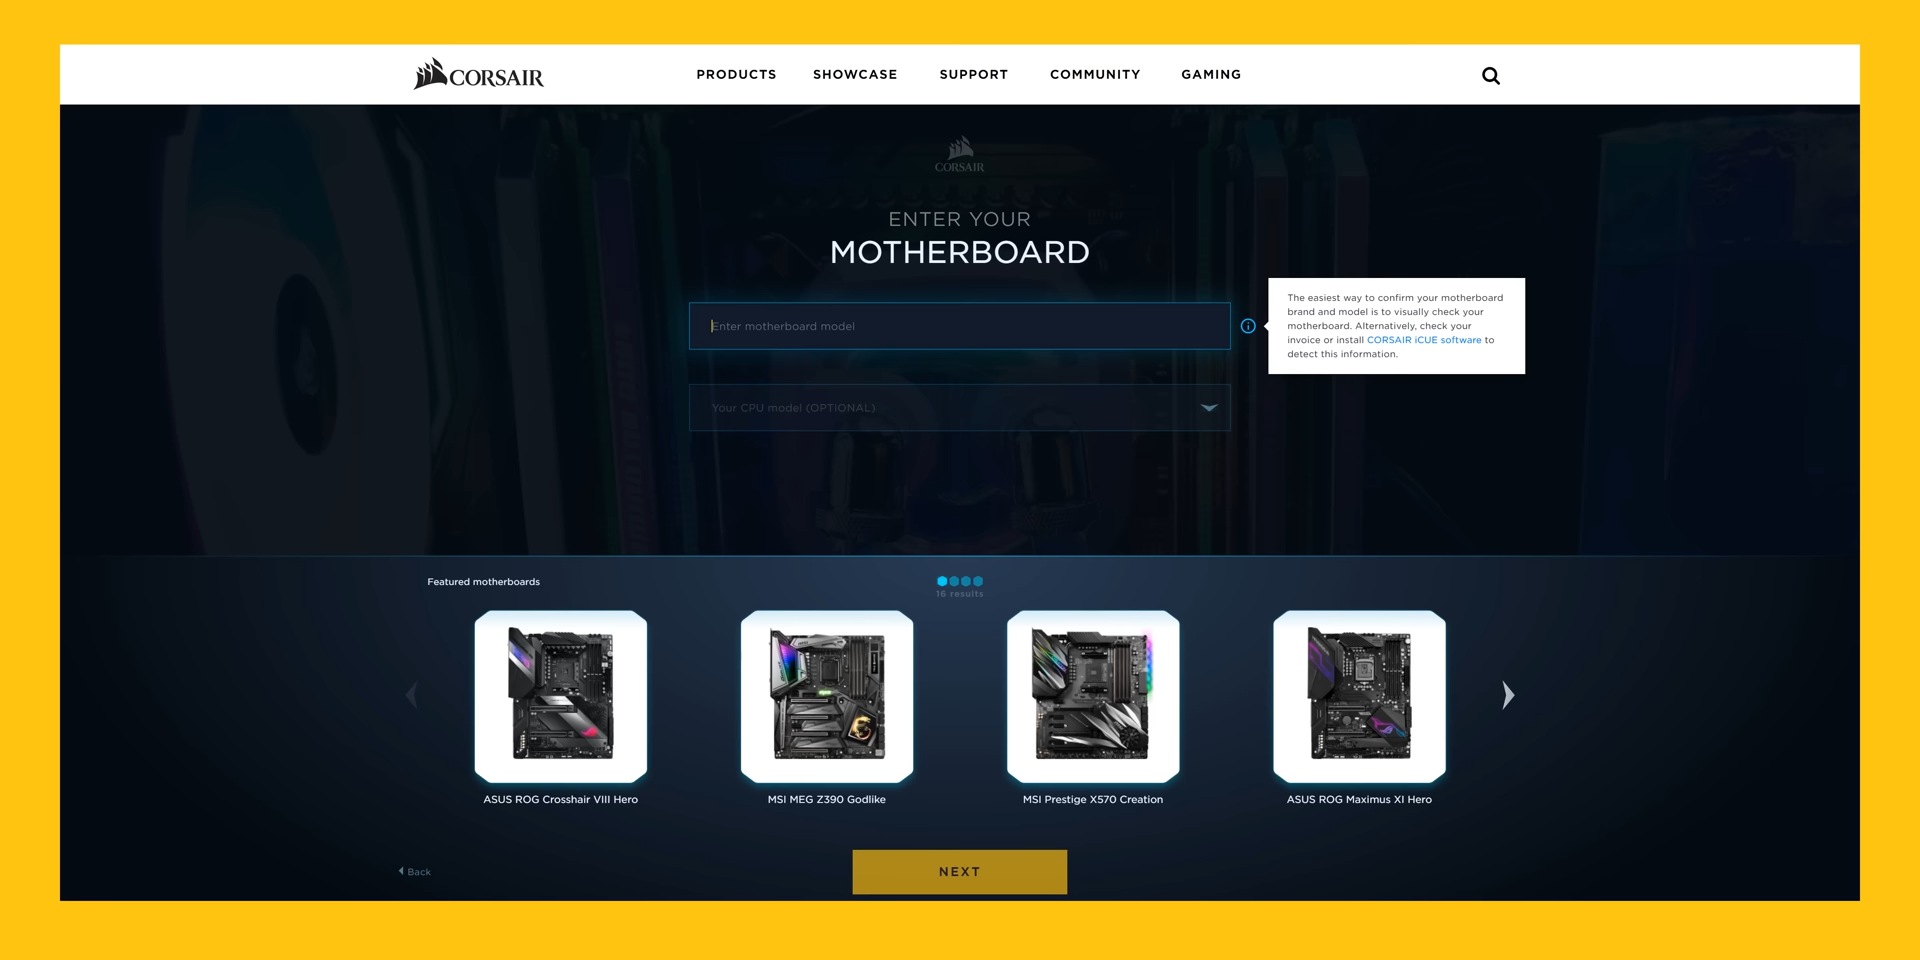 CORSAIR
PRODUCTS SHOWCASE SUPPORT COMMUNITY GAMING
CORSAIR
ENTER YOUR
MOTHERBOARD
Enter motherboard model
The easiest way to confirm your motherboard
brand and model is to visually check your
motherboard. Alternatively, check your
invoice or install CORSAIR iCUE software to
detect this information.
Your CPU model (OPTIONAL)
Featured motherboards
16 results
ASUS ROG Crosshair VIII Hero
MSI MEG Z390 Godlike
MSI Prestige X570 Creation
ASUS ROG Maximus XI Hero
Back
NEXT